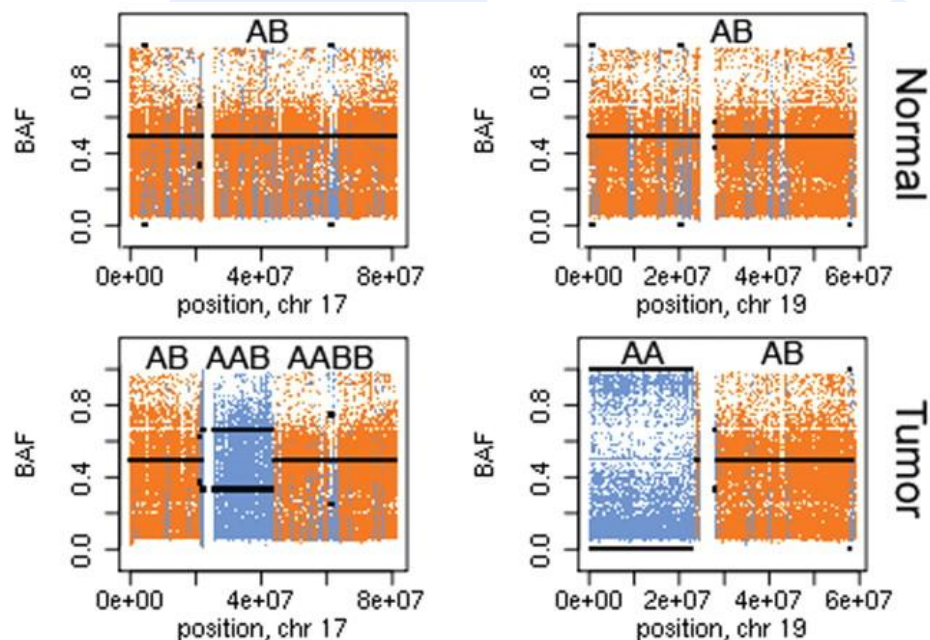 AB
BAF
0.0 0.4 0.8
0e+00 4e+07 8e+07
position, chr 17
AB
BAF
0.0 0.4 0.8
0e+00 2e+07 4e+07 6e+07
position, chr 19
Normal
AB AAB AABB
BAF
0.0 0.4 0.8
0e+00 4e+07 8e+07
position, chr 17
AA AB
BAF
0.0 0.4 0.8
0e+00 2e+07 4e+07 6e+07
position, chr 19
Tumor